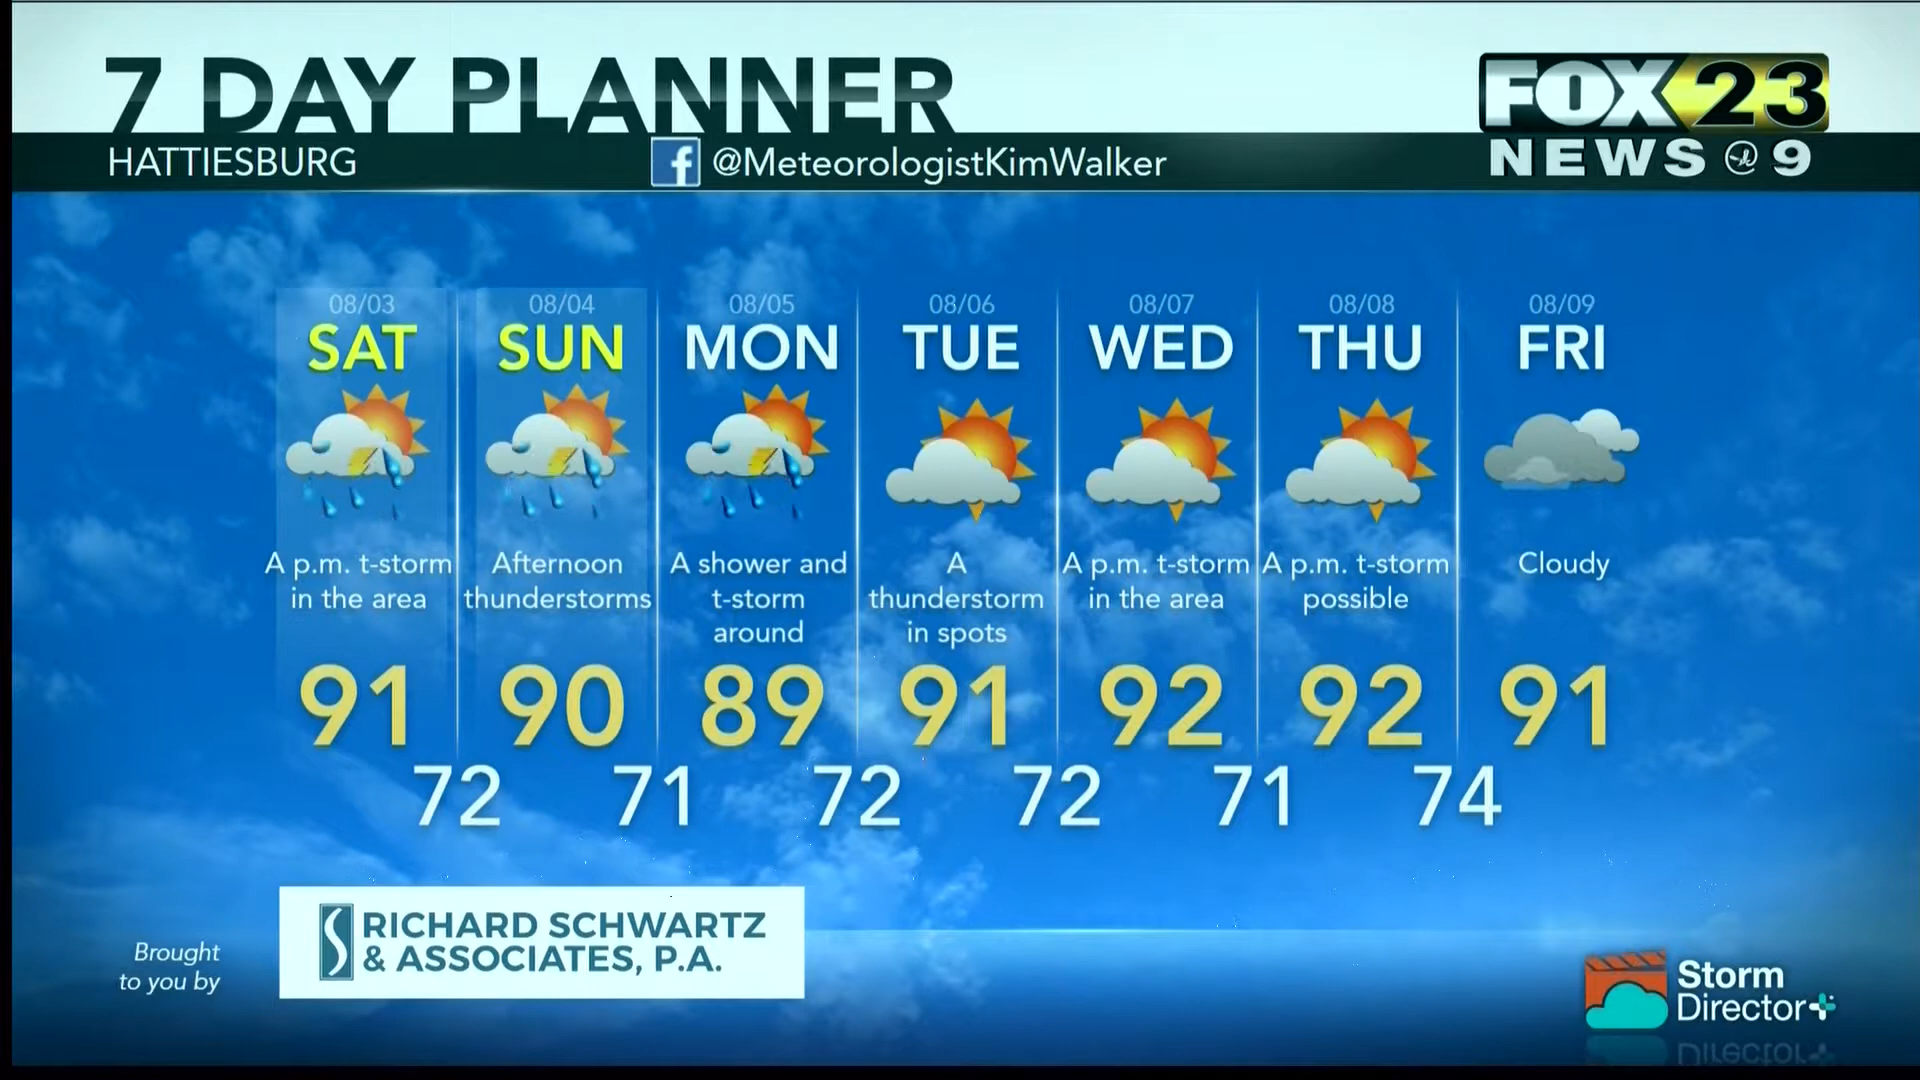 7 DAY PLANNER
FOX 23
NEWS @ 9
HATTIESBURG
f @MeteorologistKimWalker
08/03 08/04 08/05 08/06 08/07 08/08 08/09
SAT SUN MON TUE WED THU FRI
A p.m. t-storm
in the area
Afternoon
thunderstorms
A shower and
t-storm
around
A
thunderstorm
in spots
A p.m. t-storm
in the area
A p.m. t-storm
possible
Cloudy
91 90 89 91 92 92 91
72 71 72 72 71 74
Brought
to you by
RICHARD SCHWARTZ
& ASSOCIATES, P.A.
Storm
Director+